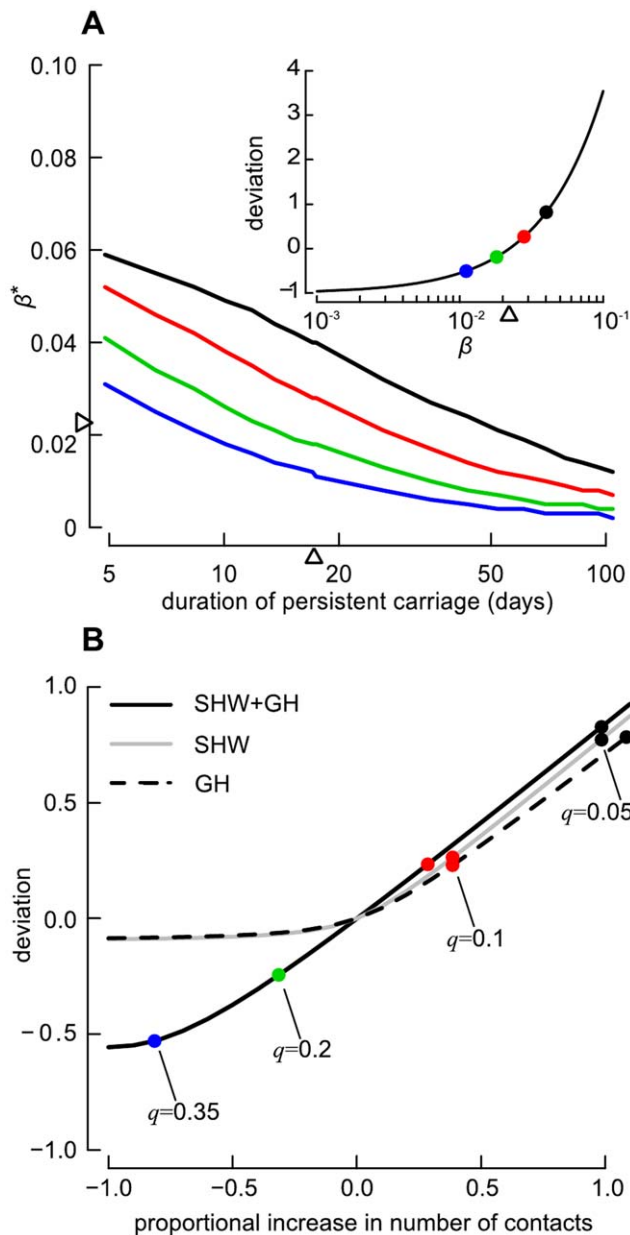 A
0.10
0.08
0.06
0.04
0.02
0
β*
4
3
2
1
0
−1
deviation
10⁻³ 10⁻² 10⁻¹
β
5 10 20 50 100
duration of persistent carriage (days)
B
1.0
0.5
0.0
−0.5
−1.0
deviation
SHW+GH
SHW
GH
q=0.05
q=0.1
q=0.2
q=0.35
−1.0 −0.5 0.0 0.5 1.0
proportional increase in number of contacts